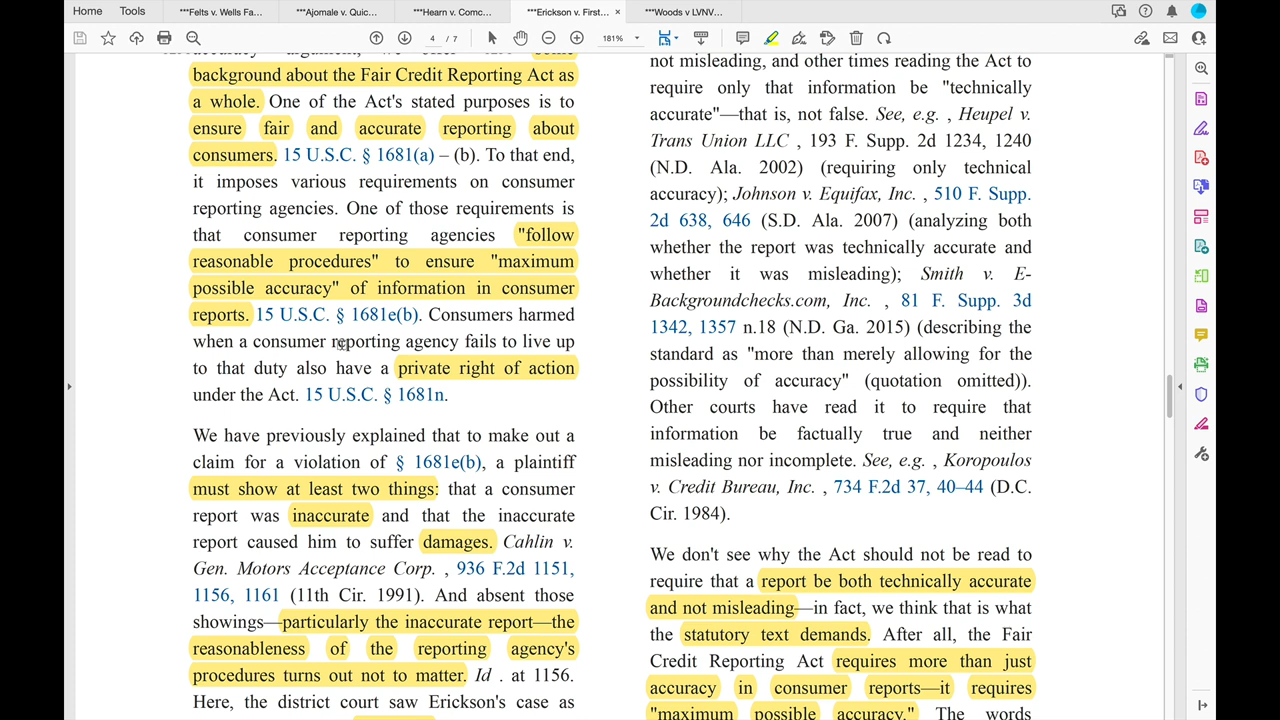 Home
Tools
***Felts v. Wells Fa...
***Ajomale v. Quic...
***Hearn v. Comc...
***Erickson v. First...
***Woods v LVNV...
4 / 7
181%
background about the Fair Credit Reporting Act as
a whole. One of the Act's stated purposes is to
ensure fair and accurate reporting about
consumers. 15 U.S.C. § 1681(a) – (b). To that end,
it imposes various requirements on consumer
reporting agencies. One of those requirements is
that consumer reporting agencies "follow
reasonable procedures" to ensure "maximum
possible accuracy" of information in consumer
reports. 15 U.S.C. § 1681e(b). Consumers harmed
when a consumer reporting agency fails to live up
to that duty also have a private right of action
under the Act. 15 U.S.C. § 1681n.
We have previously explained that to make out a
claim for a violation of § 1681e(b), a plaintiff
must show at least two things: that a consumer
report was inaccurate and that the inaccurate
report caused him to suffer damages. Cahlin v.
Gen. Motors Acceptance Corp. , 936 F.2d 1151,
1156, 1161 (11th Cir. 1991). And absent those
showings—particularly the inaccurate report—the
reasonableness of the reporting agency's
procedures turns out not to matter. Id . at 1156.
Here, the district court saw Erickson's case as
not misleading, and other times reading the Act to
require only that information be "technically
accurate"—that is, not false. See, e.g. , Heupel v.
Trans Union LLC , 193 F. Supp. 2d 1234, 1240
(N.D. Ala. 2002) (requiring only technical
accuracy); Johnson v. Equifax, Inc. , 510 F. Supp.
2d 638, 646 (S.D. Ala. 2007) (analyzing both
whether the report was technically accurate and
whether it was misleading); Smith v. E-
Backgroundchecks.com, Inc. , 81 F. Supp. 3d
1342, 1357 n.18 (N.D. Ga. 2015) (describing the
standard as "more than merely allowing for the
possibility of accuracy" (quotation omitted)).
Other courts have read it to require that
information be factually true and neither
misleading nor incomplete. See, e.g. , Koropoulos
v. Credit Bureau, Inc. , 734 F.2d 37, 40–44 (D.C.
Cir. 1984).
We don't see why the Act should not be read to
require that a report be both technically accurate
and not misleading—in fact, we think that is what
the statutory text demands. After all, the Fair
Credit Reporting Act requires more than just
accuracy in consumer reports—it requires
"maximum possible accuracy." The words